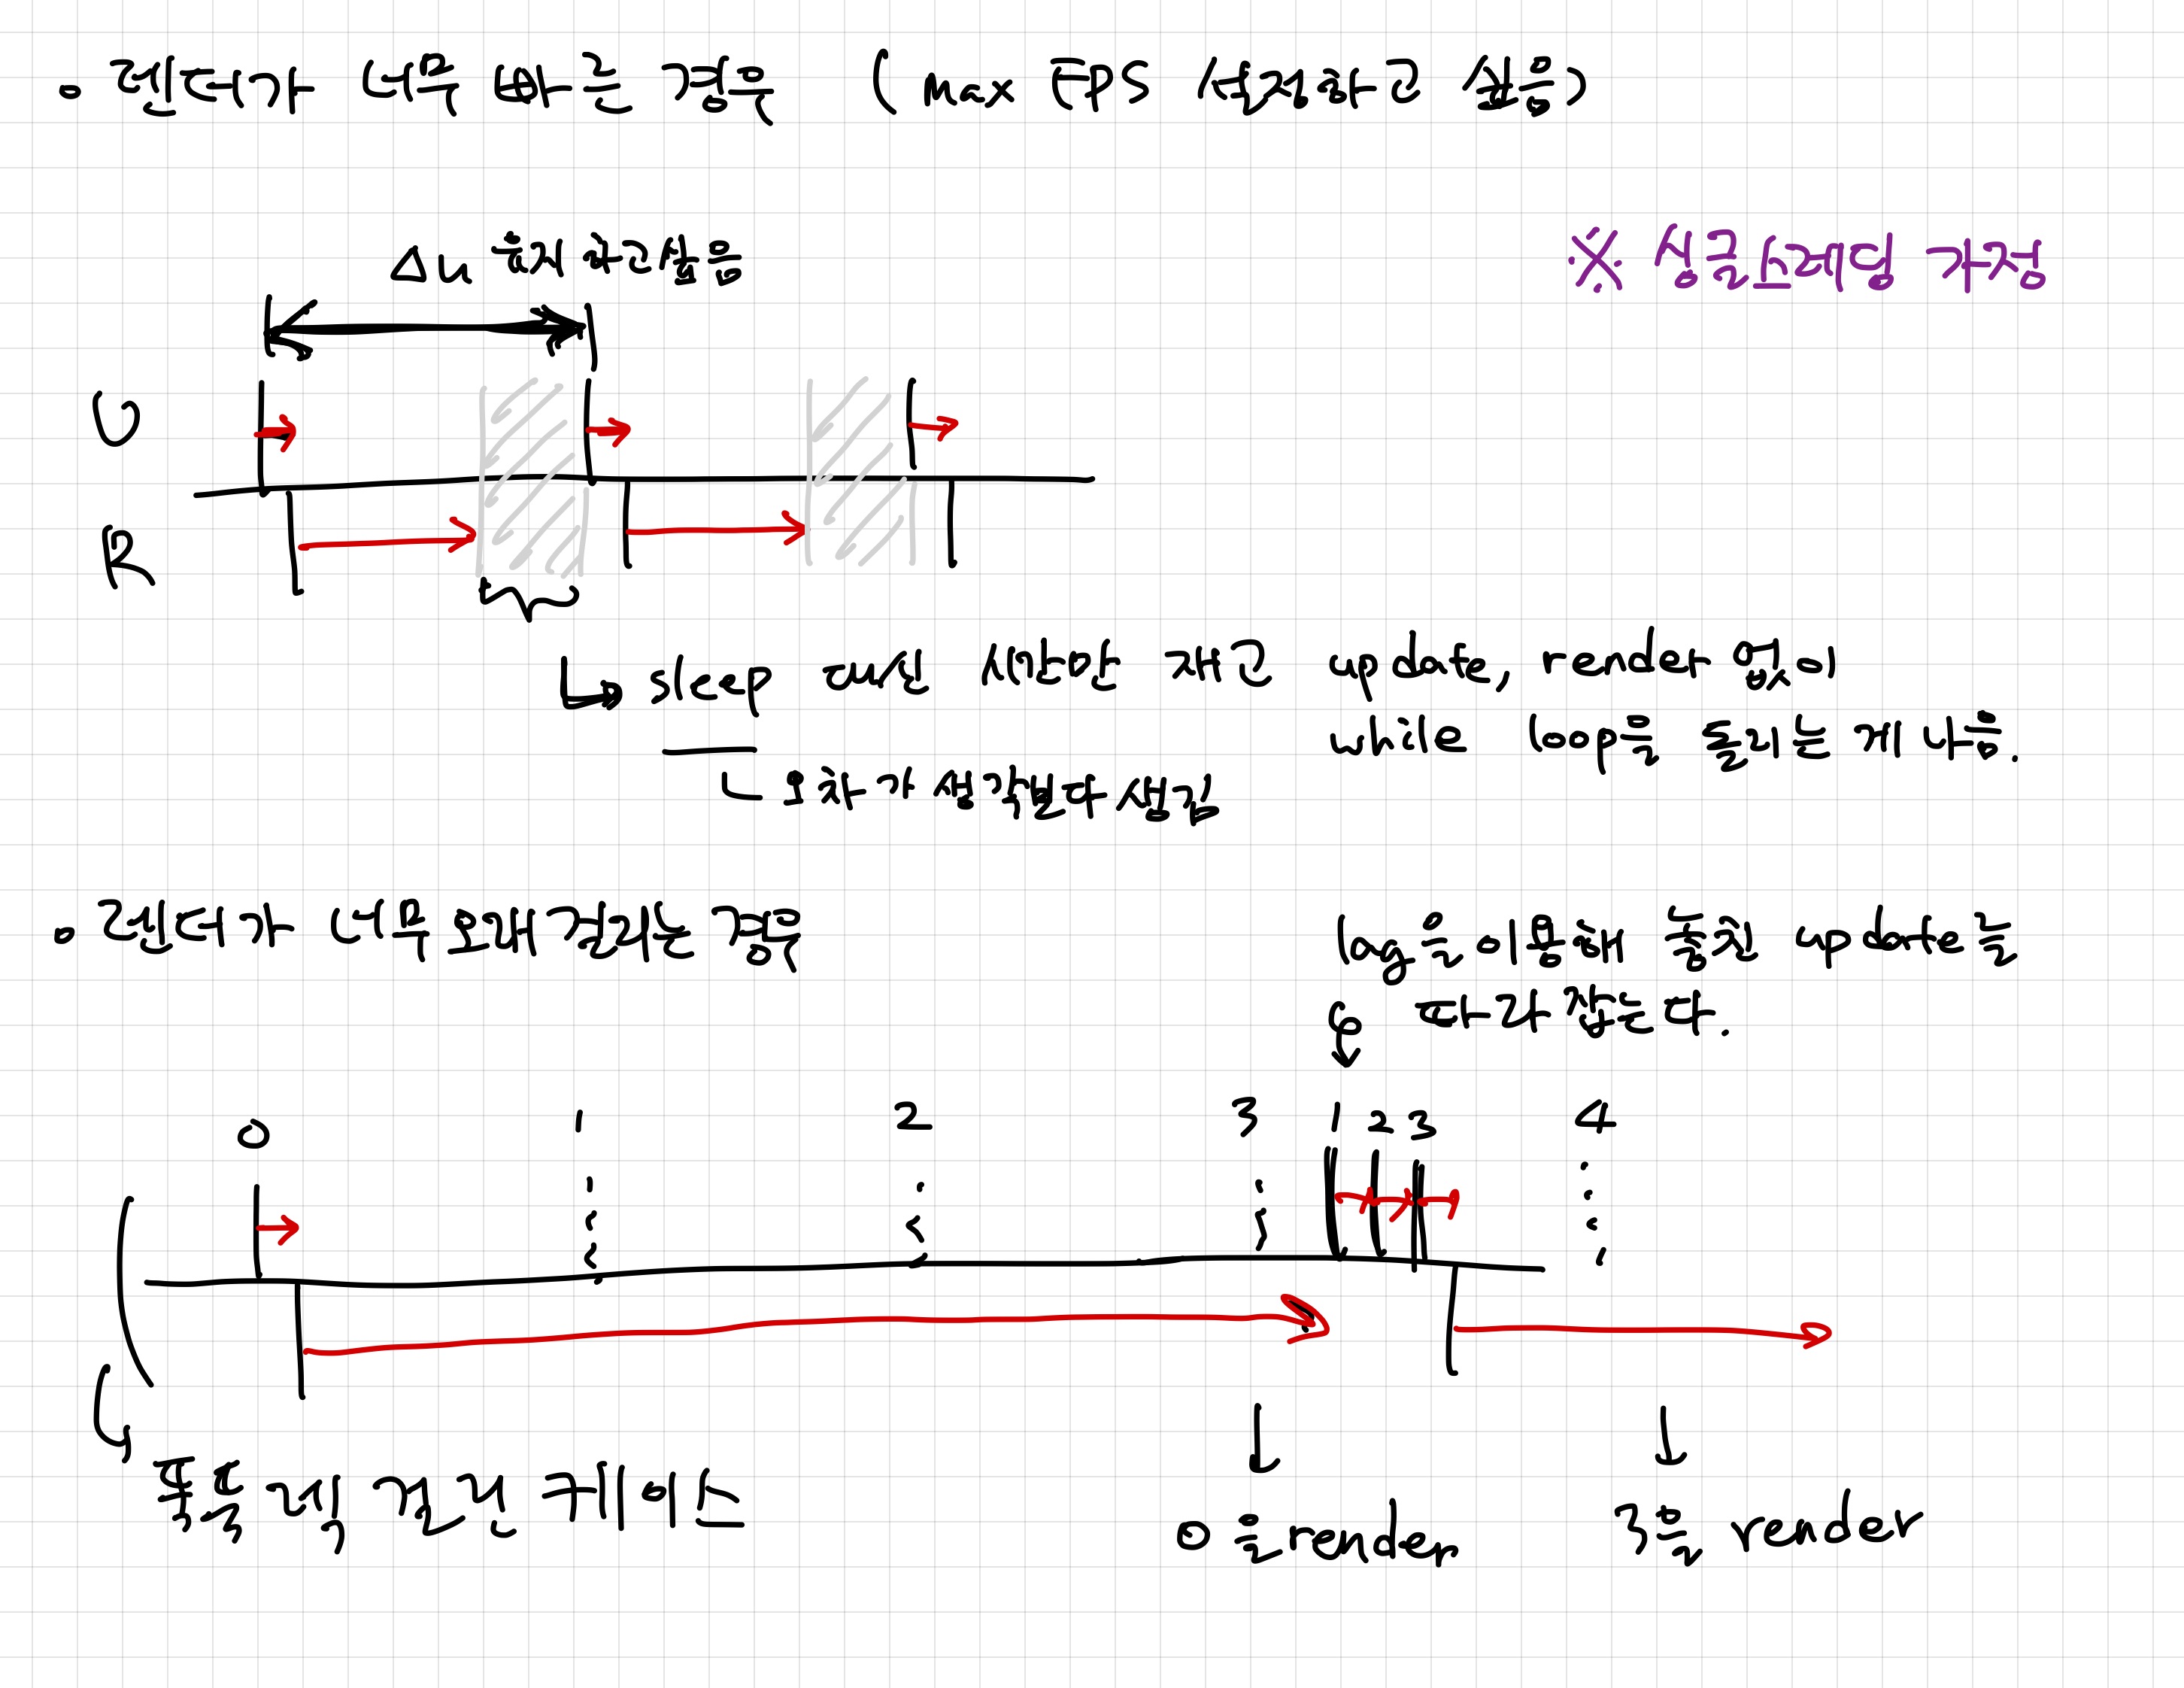 • 렌더가 너무 빠른 경우 (Max FPS 설정하고 싶음)
※ 싱글스레딩 가정
Δu 유지하고싶음
U
R
↳ sleep 대신 시간만 재고 update, render 없이
while loop을 돌리는 게 나음.
ㄴ 오차가 생각보다 생김
• 렌더가 너무 오래걸리는 경우
lag을 이용해 놓친 update를
따라잡는다.
0 1 2 3 1 2 3 4
폭풍 격 걸린 케이스
0을 render 3을 render